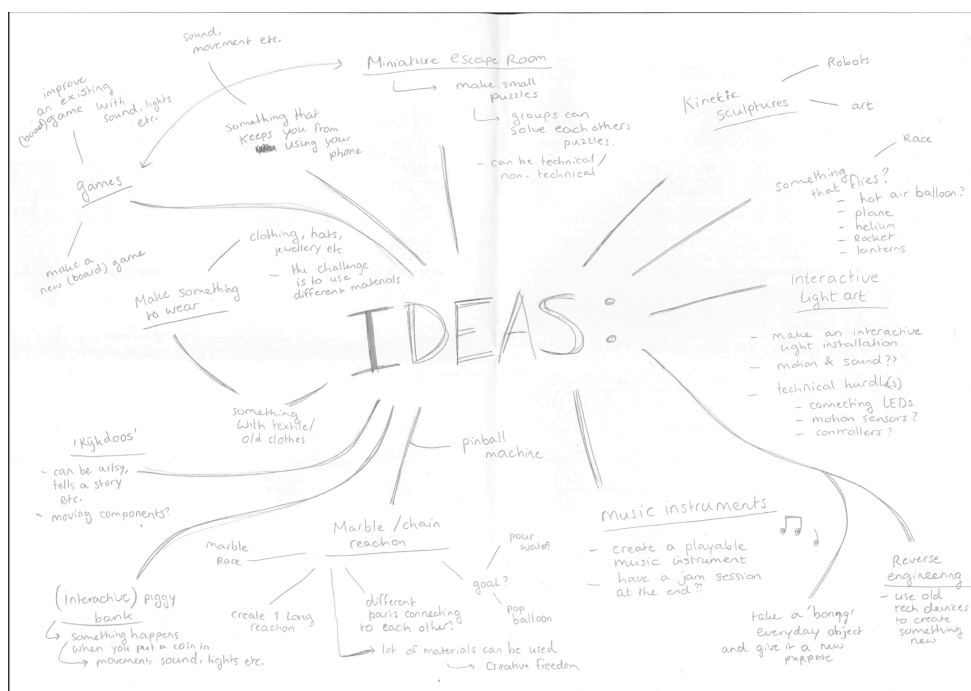 IDEAS:
sound,
movement etc.
something that
keeps you from
using your
phone
Miniature escape Room
make small
puzzles
groups can
solve each others
puzzles.
- can be technical/
non-technical
Kinetic
sculptures
Robots
art
Race
something
that flies?
- hot air balloon?
- plane
- helium
- Rocket
- lanterns
Interactive
light art
- make an interactive
light installation
- motion & sound??
- technical hurdle(s)
- connecting LEDs
- motion sensors?
- controllers?
improve
an existing
(board)game with
sound, lights
etc.
games
make a
new (board) game
clothing, hats,
jewellery etc.
- the challenge
is to use
different materials
Make something
to wear
something
with textile/
old clothes
'Kijkdoos'
- can be artsy,
tells a story
etc.
- moving components?
(interactive) piggy
bank
something happens
when you put a coin in
movement, sound, lights etc.
pinball
machine
Marble /chain
reaction
marble
Race
create 1 long
reaction
different
parts connecting
to each other?
lot of materials can be used
Creative freedom
goal?
pour
water?
pop
balloon
Music instruments
- create a playable
music instrument
- have a jam session
at the end??
take a 'boring'
everyday object
and give it a new
purpose
Reverse
engineering
- use old
tech devices
to create
something
new